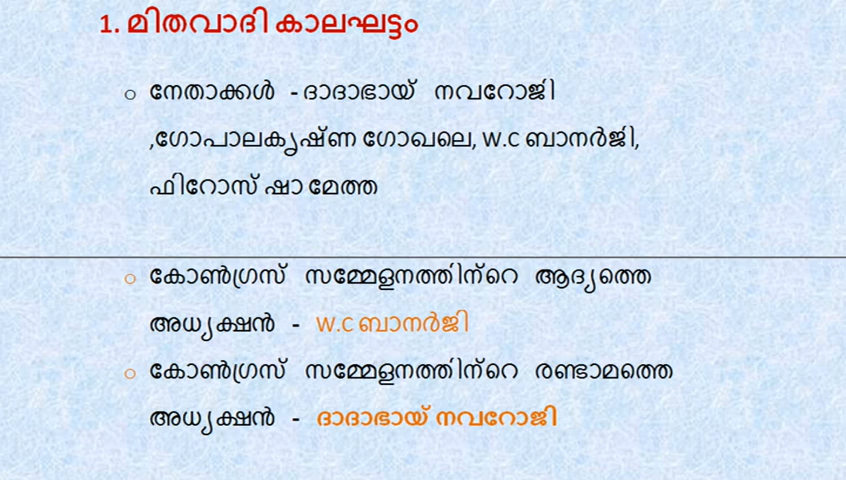 1. മിതവാദി കാലഘട്ടം
○ നേതാക്കൾ - ദാദാഭായ് നവറോജി
,ഗോപാലകൃഷ്ണ ഗോഖലെ, W.C ബാനർജി,
ഫിറോസ് ഷാ മേത്ത
○ കോൺഗ്രസ് സമ്മേളനത്തിന്റെ ആദ്യത്തെ
അധ്യക്ഷൻ - W.C ബാനർജി
○ കോൺഗ്രസ് സമ്മേളനത്തിന്റെ രണ്ടാമത്തെ
അധ്യക്ഷൻ - ദാദാഭായ് നവറോജി